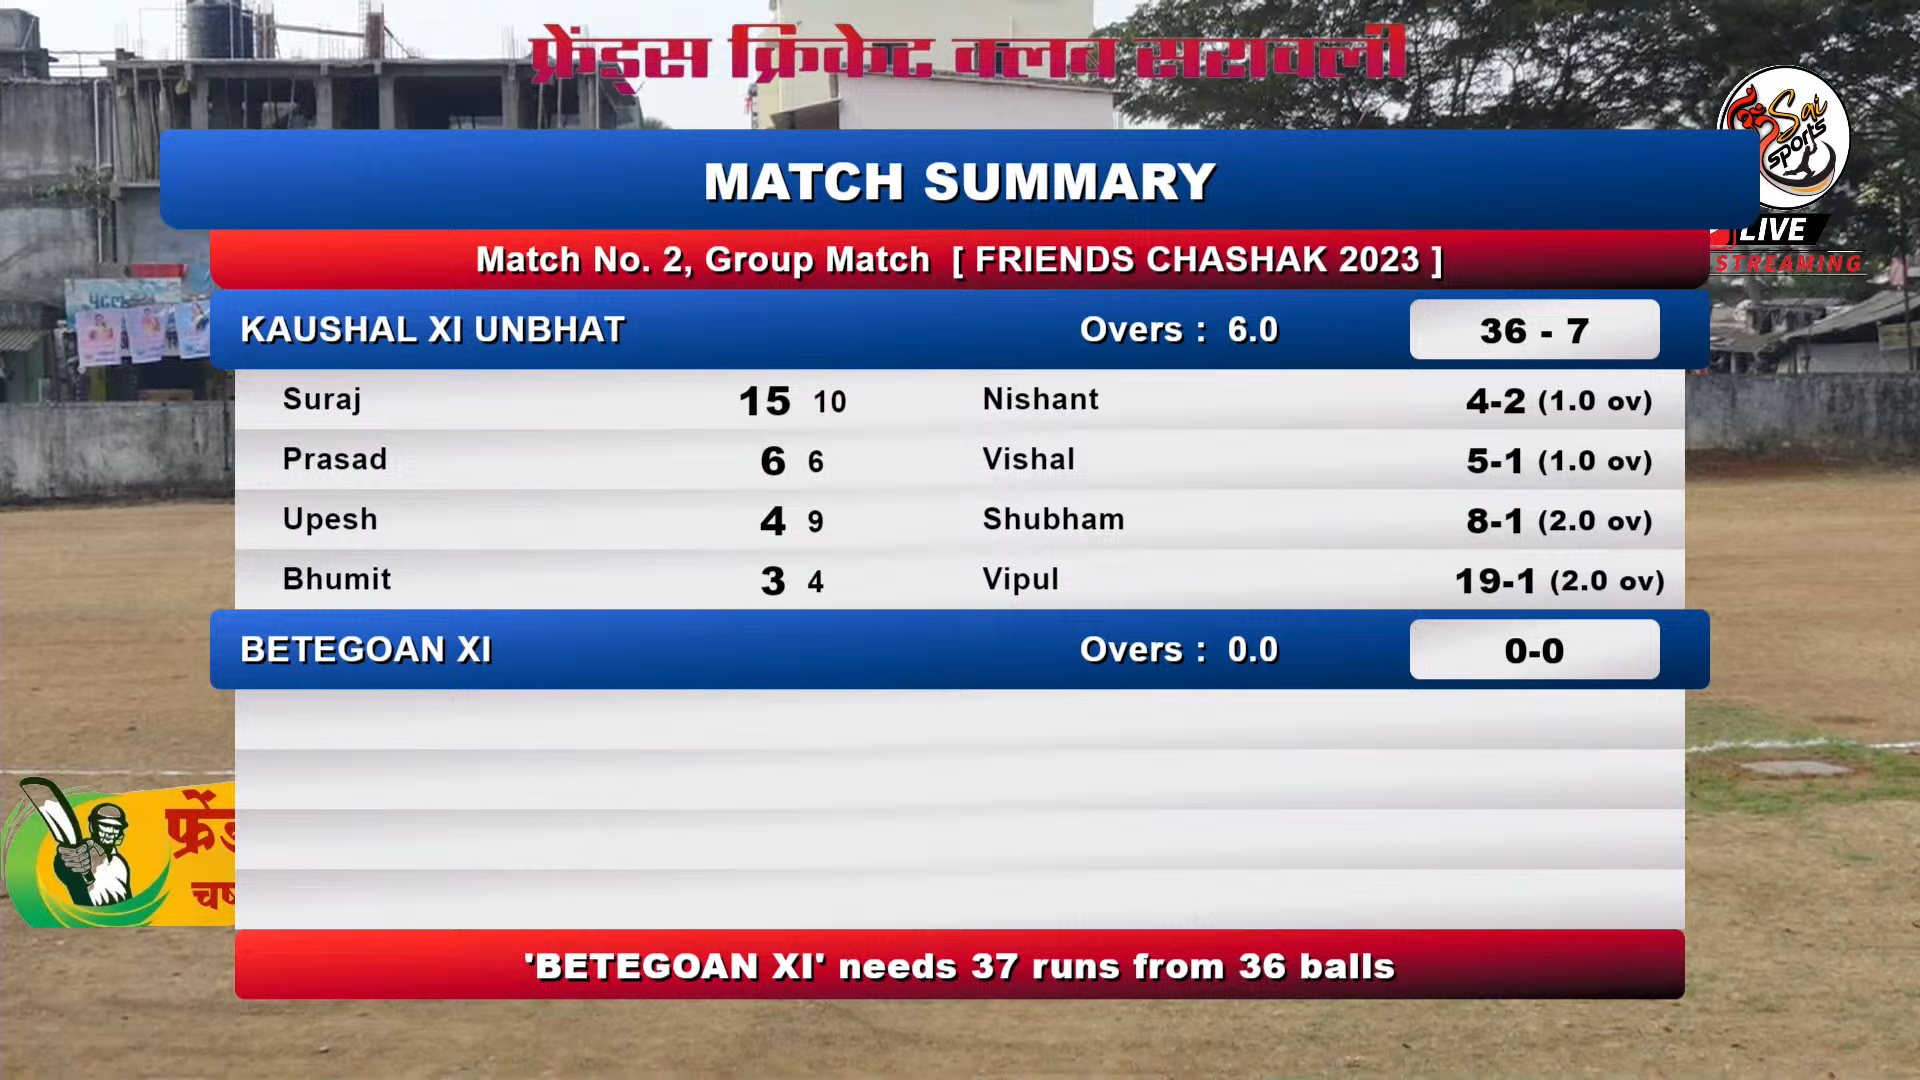 फ्रेंड्स क्रिकेट क्लब सरावली
Sai
sports
LIVE
STREAMING
MATCH SUMMARY
Match No. 2, Group Match [ FRIENDS CHASHAK 2023 ]
KAUSHAL XI UNBHAT Overs : 6.0 36 - 7
Suraj 15 10 Nishant 4-2 (1.0 ov)
Prasad 6 6 Vishal 5-1 (1.0 ov)
Upesh 4 9 Shubham 8-1 (2.0 ov)
Bhumit 3 4 Vipul 19-1 (2.0 ov)
BETEGOAN XI Overs : 0.0 0-0
'BETEGOAN XI' needs 37 runs from 36 balls